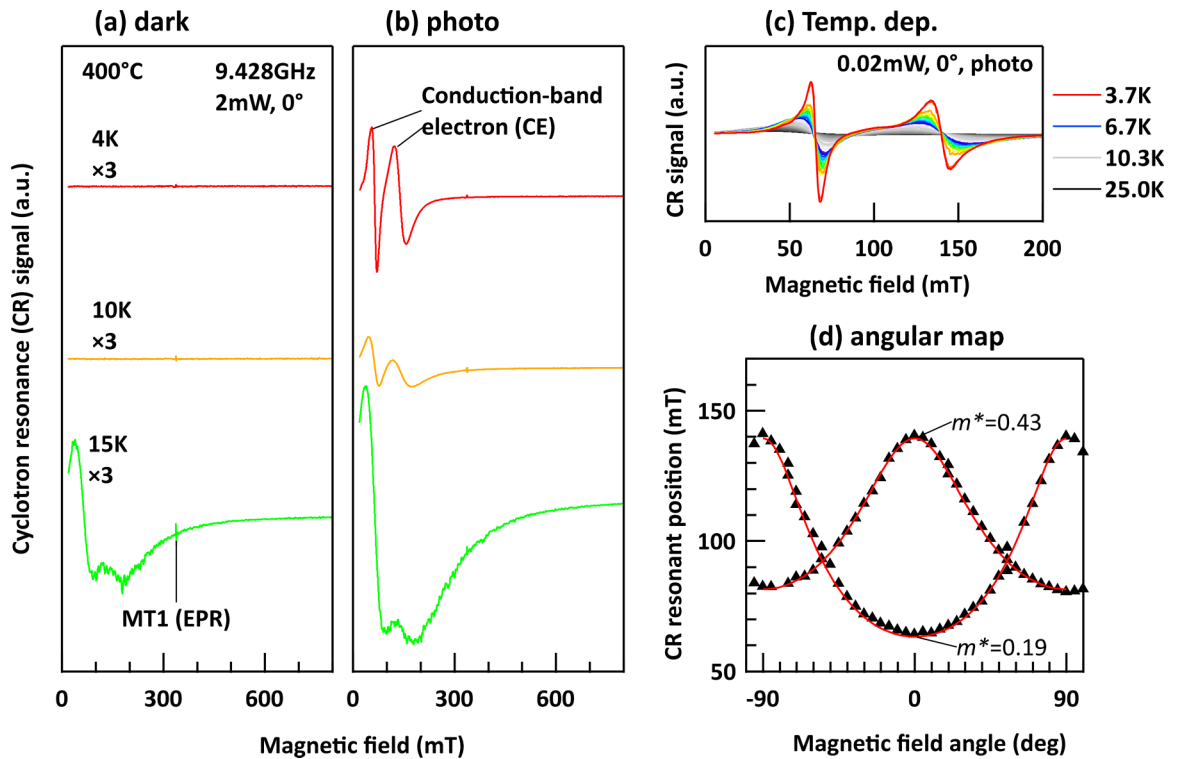 (a) dark
400°C
9.428GHz
2mW, 0°
4K
×3
10K
×3
15K
×3
MT1 (EPR)
0
300
600
Cyclotron resonance (CR) signal (a.u.)
(b) photo
Conduction-band
electron (CE)
0
300
600
Magnetic field (mT)
(c) Temp. dep.
0.02mW, 0°, photo
3.7K
6.7K
10.3K
25.0K
CR signal (a.u.)
0
50
100
150
200
Magnetic field (mT)
(d) angular map
m*=0.43
m*=0.19
150
100
50
CR resonant position (mT)
-90
0
90
Magnetic field angle (deg)